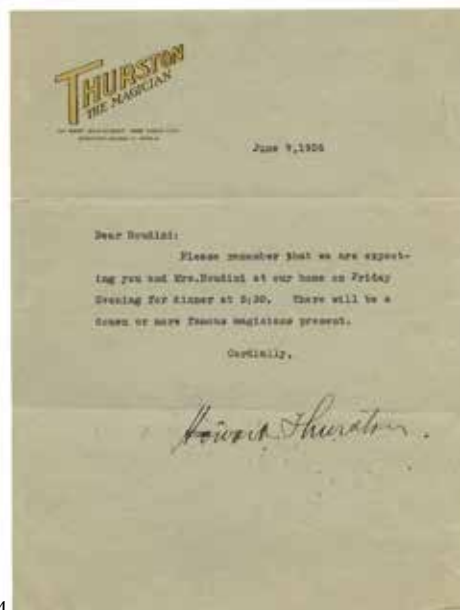 THURSTON
THE MAGICIAN
June 9, 1926
Dear Houdini:
Please remember that we are expect-
ing you and Mrs. Houdini at our home on Friday
Evening for dinner at
There will be a
dozen or more famous magicians present.
Cordially,
Howard Thurston.
4